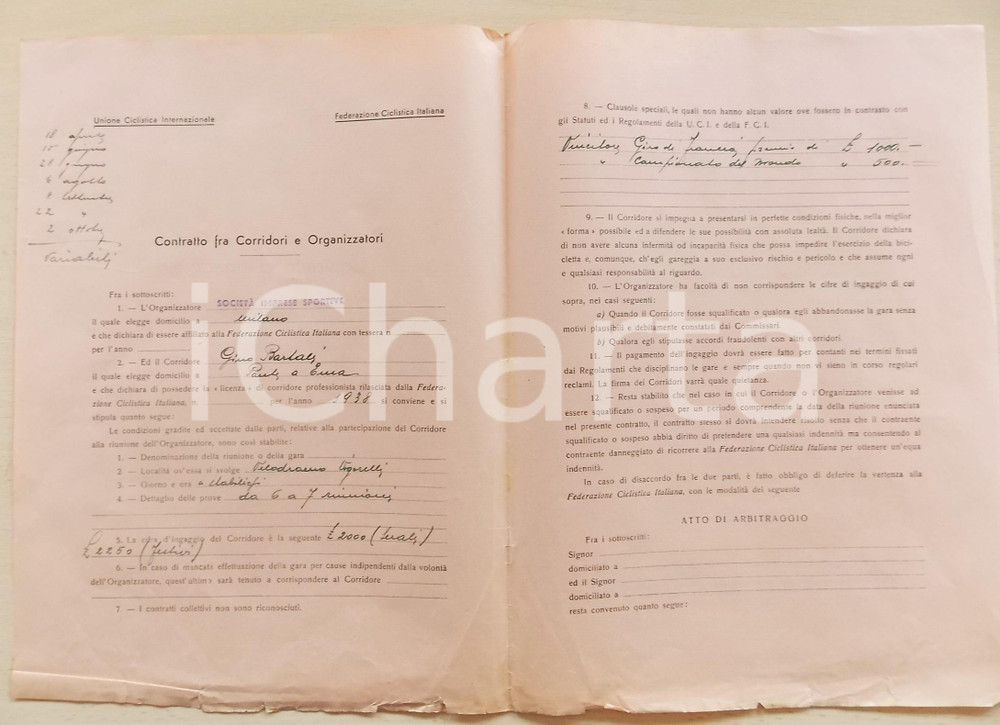 Unione Ciclistica Internazionale
Federazione Ciclistica Italiana
18 aprile
15 giugno
28 giugno
6 agosto
4 settembre
22 "
2 ottobre
Variabili
Contratto fra Corridori e Organizzatori
Fra i sottoscritti:
1. — L'Organizzatore SOCIETÀ IMPRESE SPORTIVE
il quale elegge domicilio a Milano
e che dichiara di essere affiliato alla Federazione Ciclistica Italiana con tessera n.
per l'anno
2. — Ed il Corridore Gino Bartali
il quale elegge domicilio a Ponte a Ema
e che dichiara di possedere la « licenza » di corridore professionista rilasciata dalla Federa-
zione Ciclistica Italiana, n. per l'anno 1938 si conviene e si
stipula quanto segue:
Le condizioni gradite ed accettate dalle parti, relative alla partecipazione del Corridore
alla riunione dell'Organizzatore, sono così stabilite:
1. — Denominazione della riunione o della gara
2. — Località ov'essa si svolge Velodromo Vigorelli
3. — Giorno e ora a stabilirsi
4. — Dettaglio delle prove da 6 a 7 riunioni
5. La cifra d'ingaggio del Corridore è la seguente £ 2000 (serali)
£ 2250 (festivi)
6. — In caso di mancata effettuazione della gara per cause indipendenti dalla volontà
dell'Organizzatore, quest'ultimo sarà tenuto a corrispondere al Corridore
7. — I contratti collettivi non sono riconosciuti.
8. — Clausole speciali, le quali non hanno alcun valore ove fossero in contrasto con
gli Statuti ed i Regolamenti della U. C. I. e della F. C. I.
Vincitore Giro di Francia, premio di £ 1000.—
" Campionato del Mondo " 500.—
9. — Il Corridore si impegna a presentarsi in perfette condizioni fisiche, nella migliore
« forma » possibile ed a difendere le sue possibilità con assoluta lealtà. Il Corridore dichiara
di non avere alcuna infermità od incapacità fisica che possa impedire l'esercizio della bici-
cletta e, comunque, ch'egli gareggia a suo esclusivo rischio e pericolo e che assume ogni
e qualsiasi responsabilità al riguardo.
10. — L'Organizzatore ha facoltà di non corrispondere le cifre di ingaggio di cui
sopra, nei casi seguenti:
a) Quando il Corridore fosse squalificato o qualora egli abbandonasse la gara senza
motivi plausibili e debitamente constatati dai Commissari.
b) Qualora egli stipulasse accordi fraudolenti con altri corridori.
11. — Il pagamento dell'ingaggio dovrà essere fatto per contanti nei termini fissati
dai Regolamenti che disciplinano le gare e sempre quando non vi sieno in corso regolari
reclami. La firma dei Corridori varrà quale quietanza.
12. — Resta stabilito che nel caso in cui il Corridore o l'Organizzatore venisse ad
essere squalificato o sospeso per un periodo comprendente la data della riunione enunciata
nel presente contratto, il contratto stesso si dovrà intendere risolto senza che il contraente
squalificato o sospeso abbia diritto di pretendere una qualsiasi indennità ma consentendo al
contraente danneggiato di ricorrere alla Federazione Ciclistica Italiana per ottenere un'equa
indennità.
In caso di disaccordo fra le due parti, è fatto obbligo di deferire la vertenza alla
Federazione Ciclistica Italiana, con le modalità del seguente
ATTO DI ARBITRAGGIO
Fra i sottoscritti:
Signor
domiciliato a
ed il Signor
domiciliato a
resta convenuto quanto segue:
iCharta